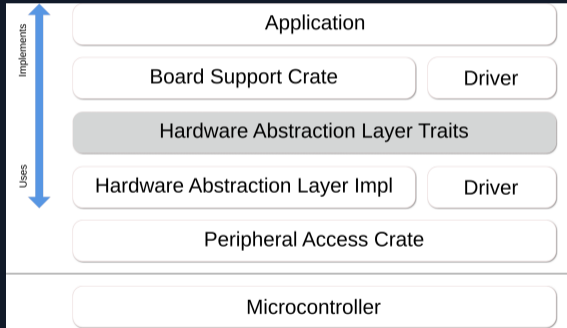 Implements
Uses
Application
Board Support Crate
Driver
Hardware Abstraction Layer Traits
Hardware Abstraction Layer Impl
Driver
Peripheral Access Crate
Microcontroller